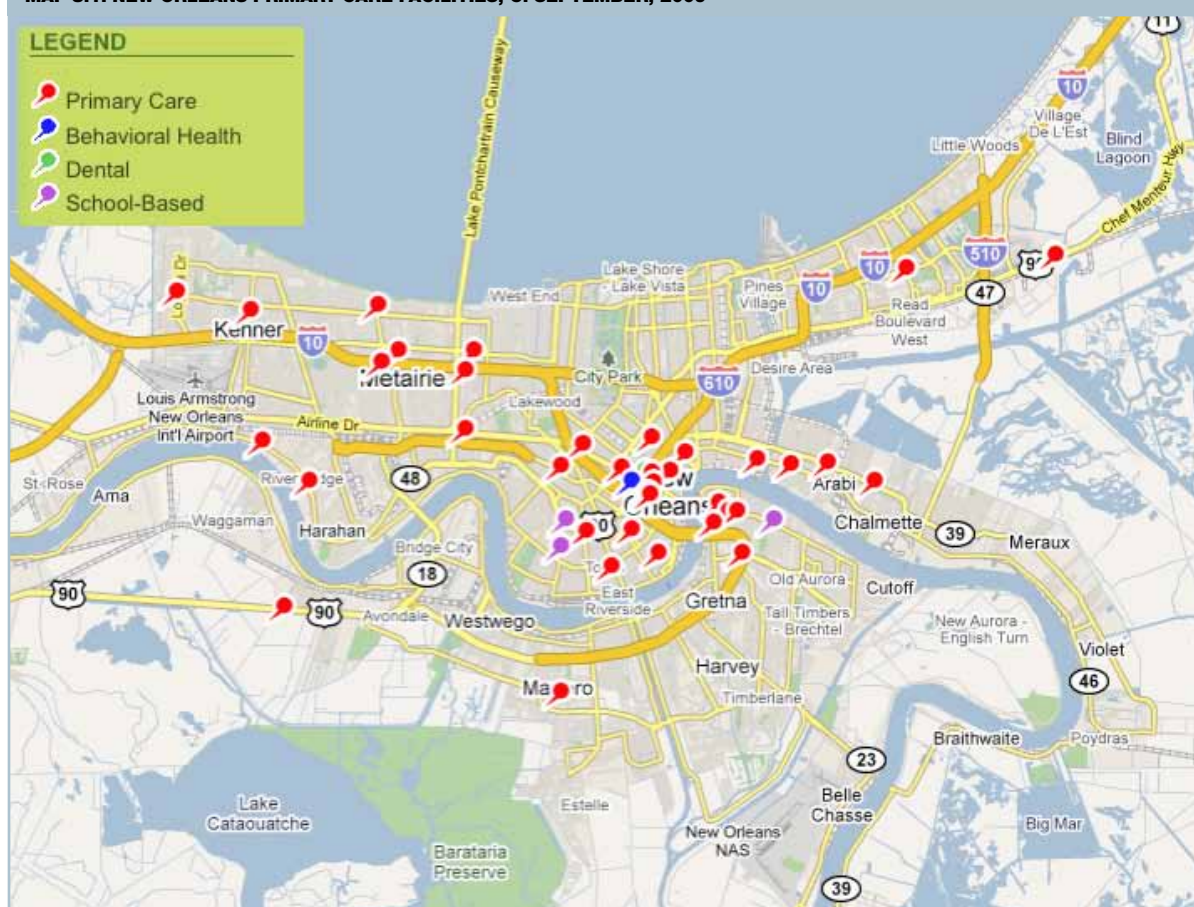 LEGEND
Primary Care
Behavioral Health
Dental
School-Based
Lake Pontchartrain Causeway
11
10
Village
De L'Est
Little Woods
Blind
Lagoon
Chef Menteur Hwy
Lake Shore
- Lake Vista
West End
Pines
Village
10
10
510
47
Kenner
10
Read
Boulevard
West
Metairie
City Park
610
Desire Area
Louis Armstrong
New Orleans
Int'l Airport
Lakewood
Airline Dr
St Rose
Ama
48
Arabi
Waggaman
Harahan
Chalmette
39
Meraux
Bridge City
18
Old Aurora
Cutoff
90
90
Avondale
Westwego
East
Riverside
Gretna
Tall Timbers
- Brechtel
New Aurora -
English Turn
Violet
Harvey
Timberlane
46
Braithwaite
Poydras
23
Lake
Cataouatche
Estelle
Belle
Chasse
Big Mar
New Orleans
NAS
Barataria
Preserve
39